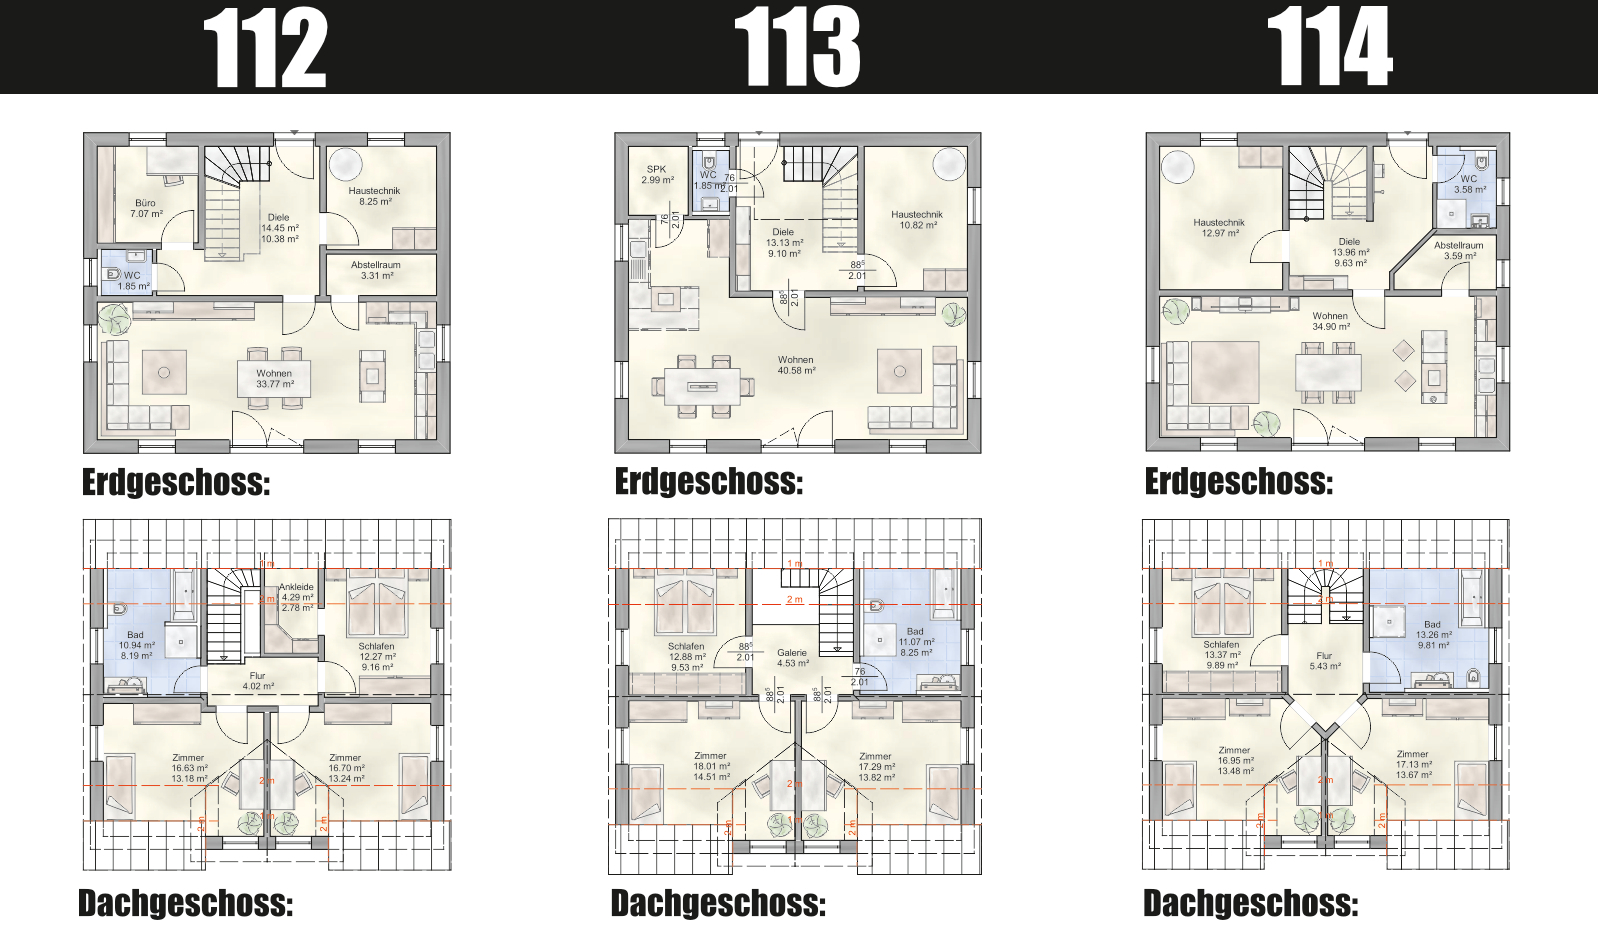 112
113
114
Büro
7.07 m²
Diele
14.45 m²
10.38 m²
Haustechnik
8.25 m²
WC
1.85 m²
Abstellraum
3.31 m²
Wohnen
33.77 m²
Erdgeschoss:
SPK
2.99 m²
WC
1.85 m²
76
2.01
76
2.01
Diele
13.13 m²
9.10 m²
Haustechnik
10.82 m²
88⁵
2.01
88⁵
2.01
Wohnen
40.58 m²
Erdgeschoss:
Haustechnik
12.97 m²
WC
3.58 m²
Diele
13.96 m²
9.63 m²
Abstellraum
3.59 m²
Wohnen
34.90 m²
Erdgeschoss:
1 m
2 m
Ankleide
4.29 m²
2.78 m²
Bad
10.94 m²
8.19 m²
Schlafen
12.27 m²
9.16 m²
Flur
4.02 m²
Zimmer
16.63 m²
13.18 m²
Zimmer
16.70 m²
13.24 m²
2 m
1 m
2 m
2 m
Dachgeschoss:
1 m
2 m
Schlafen
12.88 m²
9.53 m²
88⁵
2.01
Galerie
4.53 m²
Bad
11.07 m²
8.25 m²
76
2.01
88⁵
2.01
88⁵
2.01
Zimmer
18.01 m²
14.51 m²
Zimmer
17.29 m²
13.82 m²
2 m
1 m
2 m
2 m
Dachgeschoss:
1 m
2 m
Schlafen
13.37 m²
9.89 m²
Flur
5.43 m²
Bad
13.26 m²
9.81 m²
Zimmer
16.95 m²
13.48 m²
Zimmer
17.13 m²
13.67 m²
2 m
1 m
2 m
2 m
Dachgeschoss: